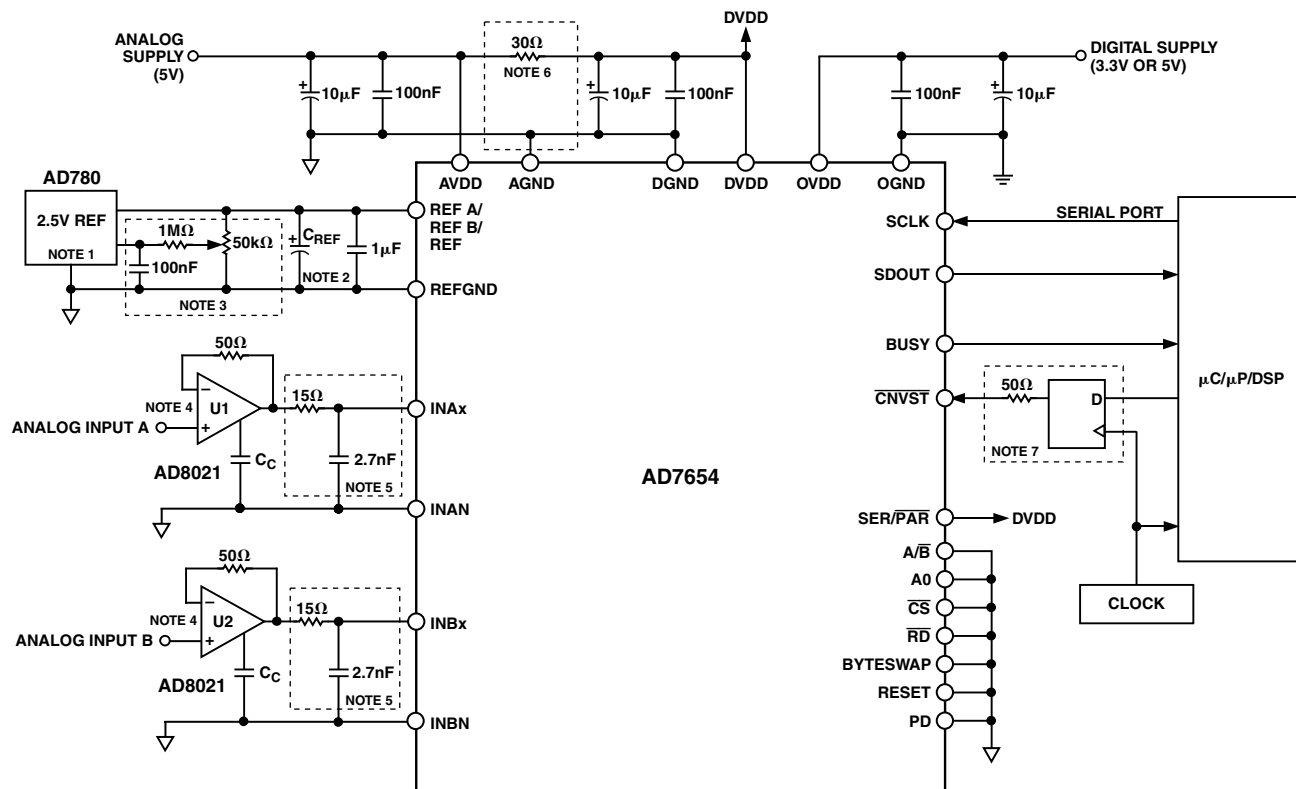 ANALOG
SUPPLY
(5V)
30Ω
NOTE 6
DVDD
DIGITAL SUPPLY
(3.3V OR 5V)
+
10μF
100nF
+
10μF
100nF
100nF
+
10μF
AVDD
AGND
DGND
DVDD
OVDD
OGND
AD780
2.5V REF
NOTE 1
1MΩ
50kΩ
100nF
NOTE 3
+
CREF
NOTE 2
1μF
REF A/
REF B/
REF
REFGND
SCLK
SERIAL PORT
SDOUT
BUSY
CNVST
50Ω
D
NOTE 7
μC/μP/DSP
50Ω
–
NOTE 4
U1
+
ANALOG INPUT A
AD8021
CC
15Ω
2.7nF
NOTE 5
INAx
INAN
AD7654
SER/PAR
DVDD
A/B
A0
CS
RD
BYTESWAP
RESET
PD
CLOCK
50Ω
–
NOTE 4
U2
+
ANALOG INPUT B
AD8021
CC
15Ω
2.7nF
NOTE 5
INBx
INBN